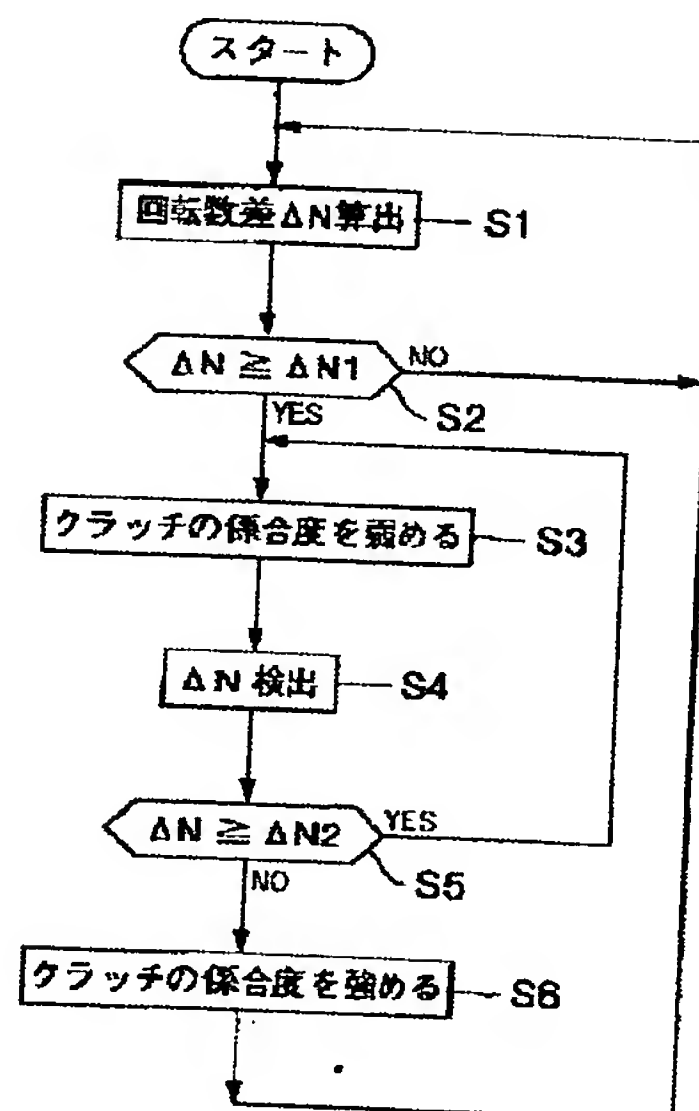 スタート
回転数差ΔN算出 S1
ΔN ≧ ΔN1 NO
S2
YES
クラッチの係合度を弱める S3
ΔN 検出 S4
ΔN ≧ ΔN2 YES
S5
NO
クラッチの係合度を強める S6